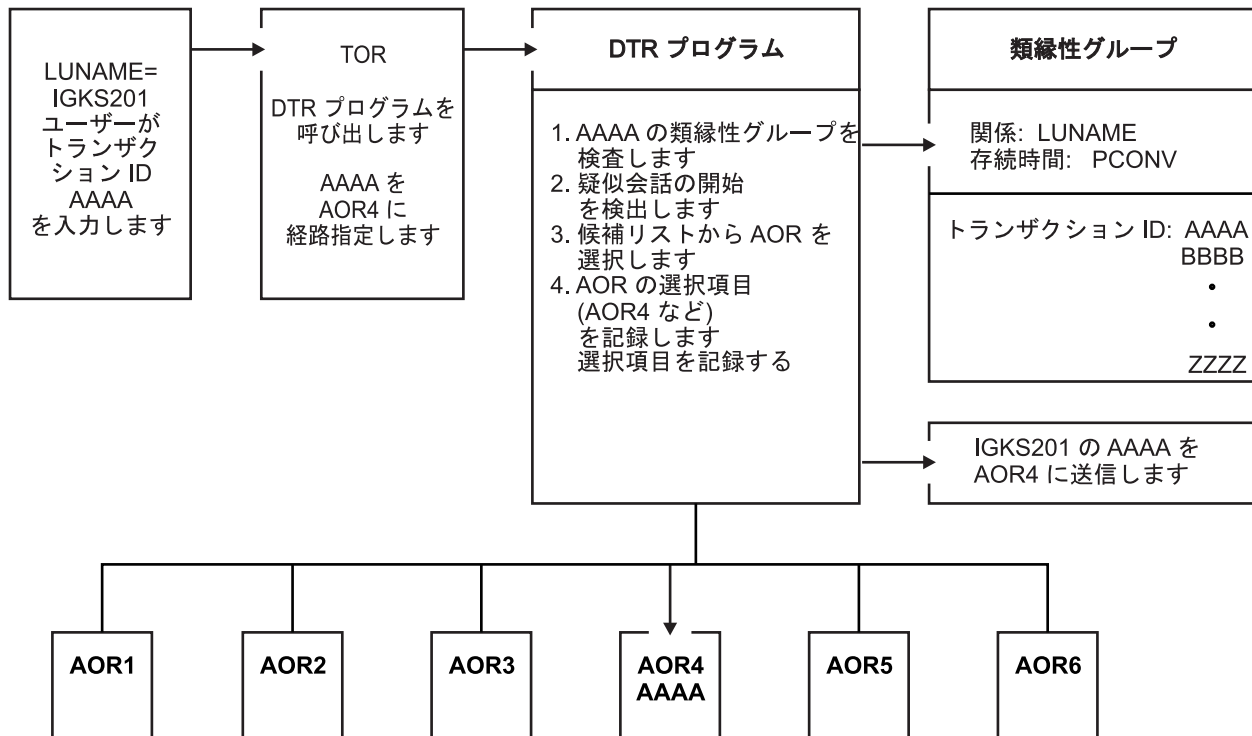 LUNAME=
IGKS201
ユーザーが
トランザク
ション ID
AAAA
を入力します
TOR
DTR プログラムを
呼び出します
AAAA を
AOR4 に
経路指定します
DTR プログラム
1. AAAA の類縁性グループを
検査します
2. 疑似会話の開始
を検出します
3. 候補リストから AOR を
選択します
4. AOR の選択項目
(AOR4 など)
を記録します
選択項目を記録する
類縁性グループ
関係: LUNAME
存続時間: PCONV
トランザクション ID: AAAA
BBBB
•
•
ZZZZ
IGKS201 の AAAA を
AOR4 に送信します
AOR1
AOR2
AOR3
AOR4
AAAA
AOR5
AOR6